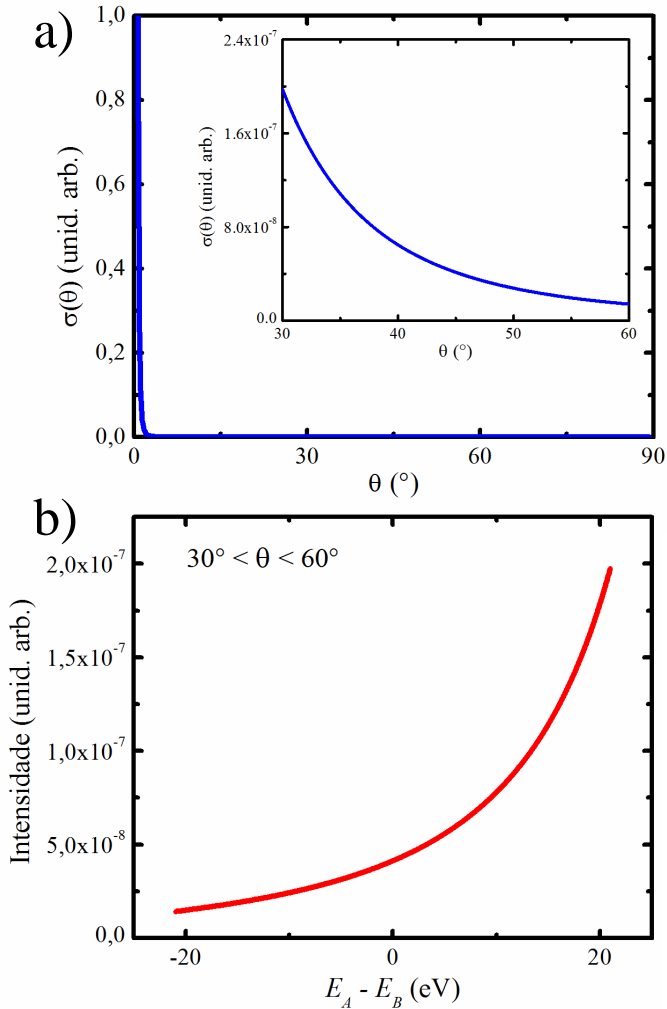 a)
σ(θ) (unid. arb.)
1,0
0,8
0,6
0,4
0,2
0,0
0
30
60
90
θ (°)
σ(θ) (unid. arb.)
2.4x10⁻⁷
1.6x10⁻⁷
8.0x10⁻⁸
0.0
30
40
50
60
θ (°)
b)
30° < θ < 60°
Intensidade (unid. arb.)
2,0x10⁻⁷
1,5x10⁻⁷
1,0x10⁻⁷
5,0x10⁻⁸
0,0
-20
0
20
E_A - E_B (eV)